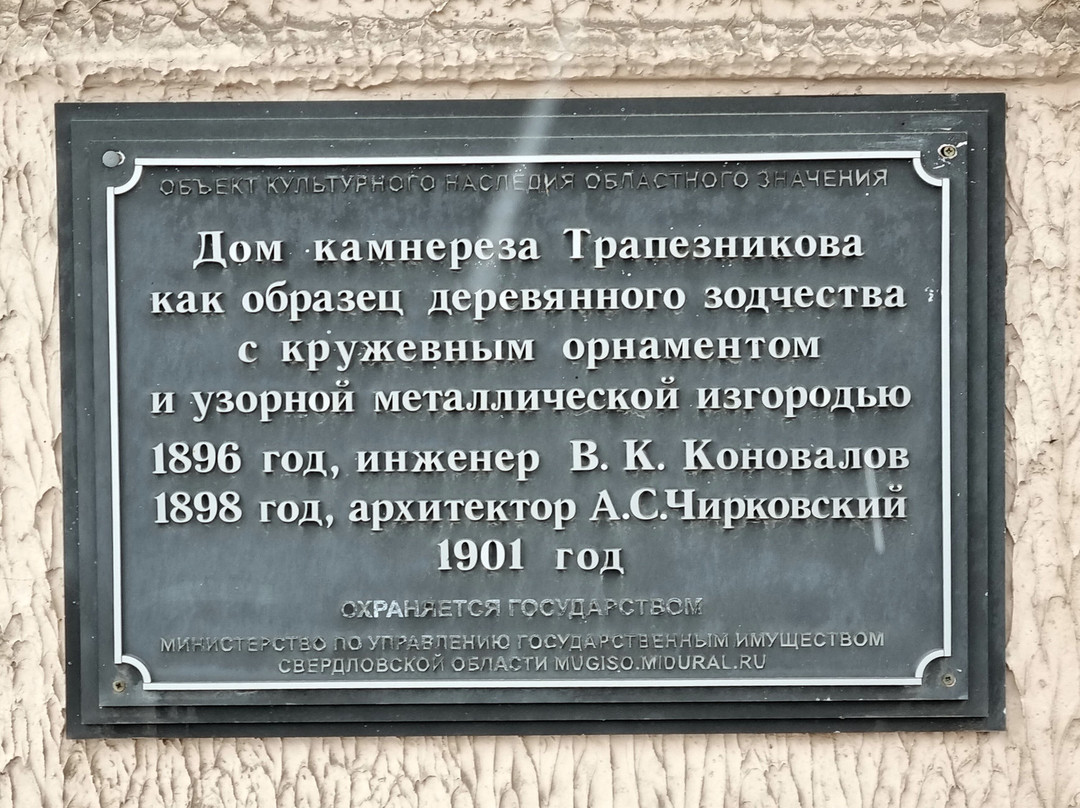 ОБЪЕКТ КУЛЬТУРНОГО НАСЛЕДИЯ ОБЛАСТНОГО ЗНАЧЕНИЯ
Дом камнереза Трапезникова
как образец деревянного зодчества
с кружевным орнаментом
и узорной металлической изгородью
1896 год, инженер В. К. Коновалов
1898 год, архитектор А.С.Чирковский
1901 год
ОХРАНЯЕТСЯ ГОСУДАРСТВОМ
МИНИСТЕРСТВО ПО УПРАВЛЕНИЮ ГОСУДАРСТВЕННЫМ ИМУЩЕСТВОМ
СВЕРДЛОВСКОЙ ОБЛАСТИ MUGISO.MIDURAL.RU